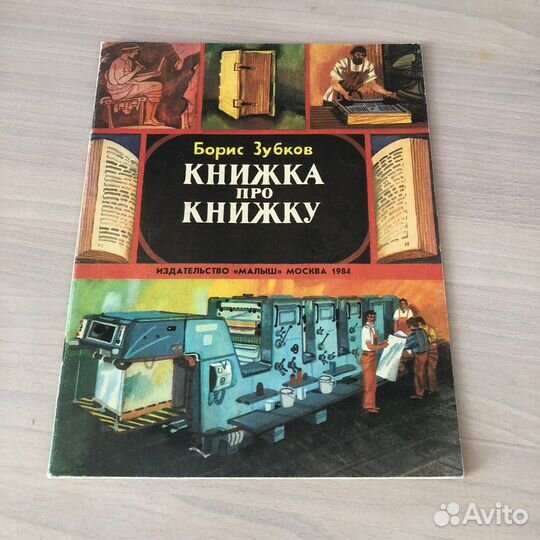 Борис Зубков
КНИЖКА
ПРО
КНИЖКУ
ИЗДАТЕЛЬСТВО «МАЛЫШ» МОСКВА 1984
Avito